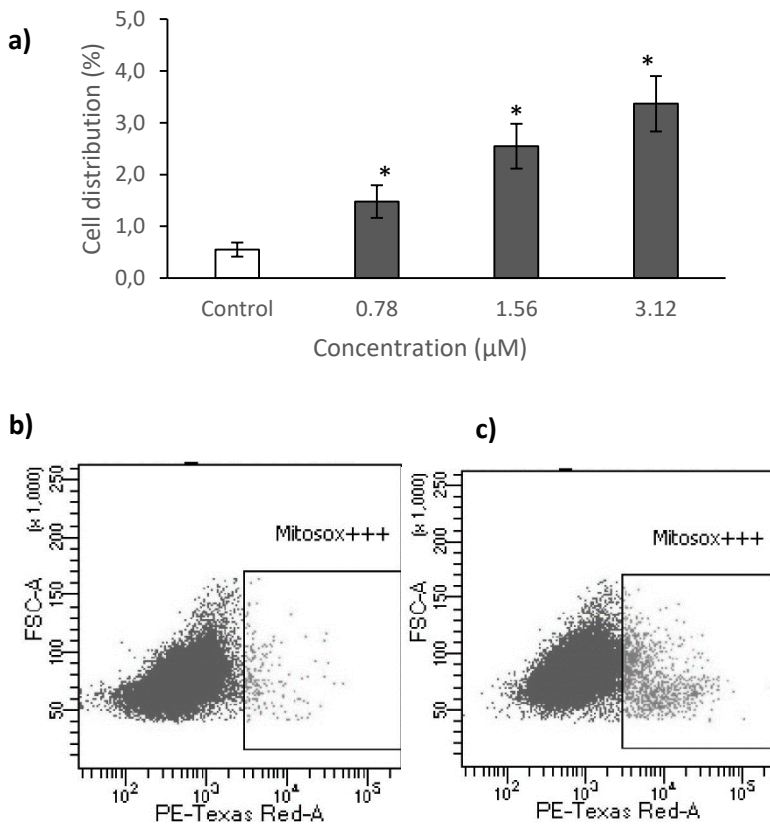 a)
Cell distribution (%)
5,0
4,0
3,0
2,0
1,0
0,0
*
*
*
Control 0.78 1.56 3.12
Concentration (µM)
b)
(x 1,000)
FSC-A
250
200
150
100
50
Mitosox+++
10² 10³ 10⁴ 10⁵
PE-Texas Red-A
c)
(x 1,000)
FSC-A
250
200
150
100
50
Mitosox+++
10² 10³ 10⁴ 10⁵
PE-Texas Red-A